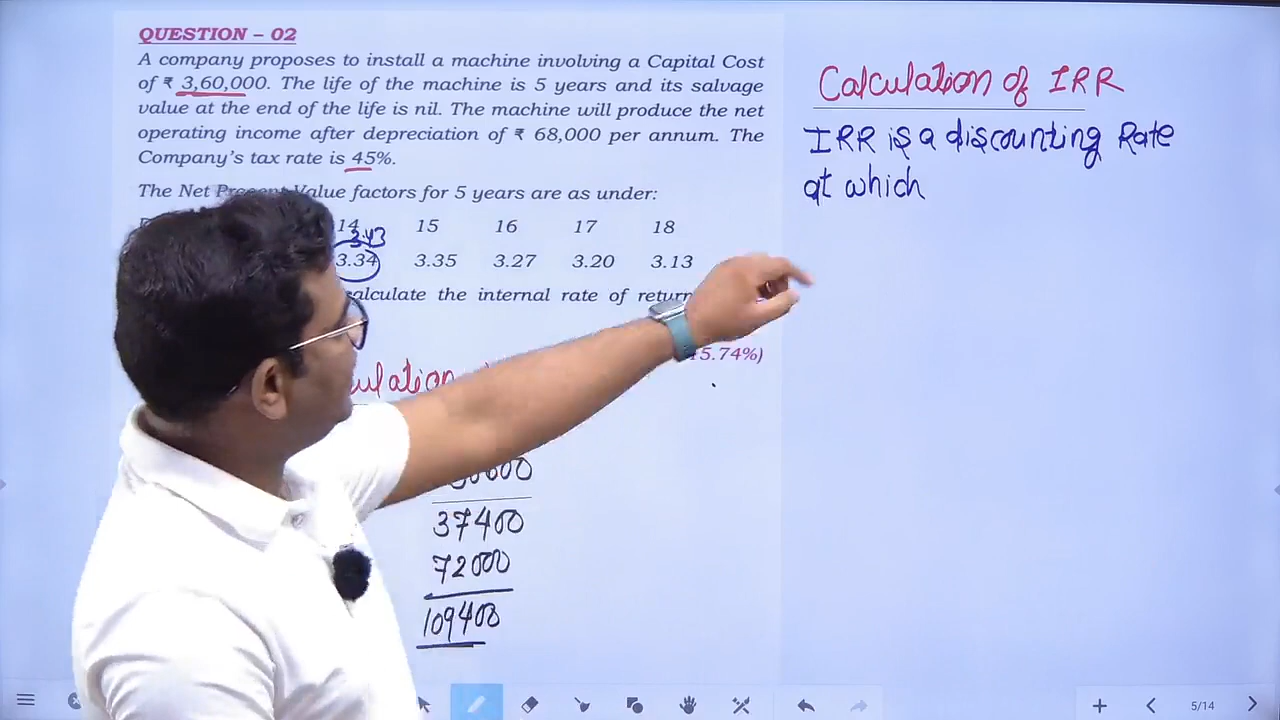 QUESTION – 02
A company proposes to install a machine involving a Capital Cost
of ₹ 3,60,000. The life of the machine is 5 years and its salvage
value at the end of the life is nil. The machine will produce the net
operating income after depreciation of ₹ 68,000 per annum. The
Company's tax rate is 45%.
The Net Present Value factors for 5 years are as under:
14 15 16 17 18
3.43
3.34 3.35 3.27 3.20 3.13
calculate the internal rate of return
15.74%)
37400
72000
109400
Calculation of IRR
IRR is a discounting Rate
at which
5/14